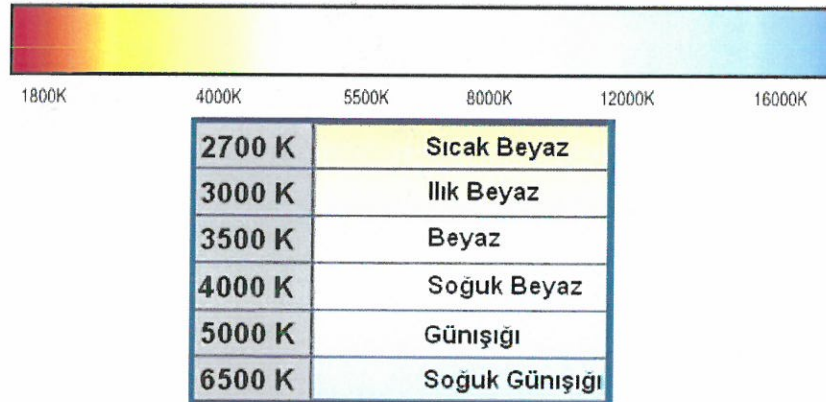 1800K 4000K 5500K 8000K 12000K 16000K
2700 K Sıcak Beyaz
3000 K Ilık Beyaz
3500 K Beyaz
4000 K Soğuk Beyaz
5000 K Günışığı
6500 K Soğuk Günışığı